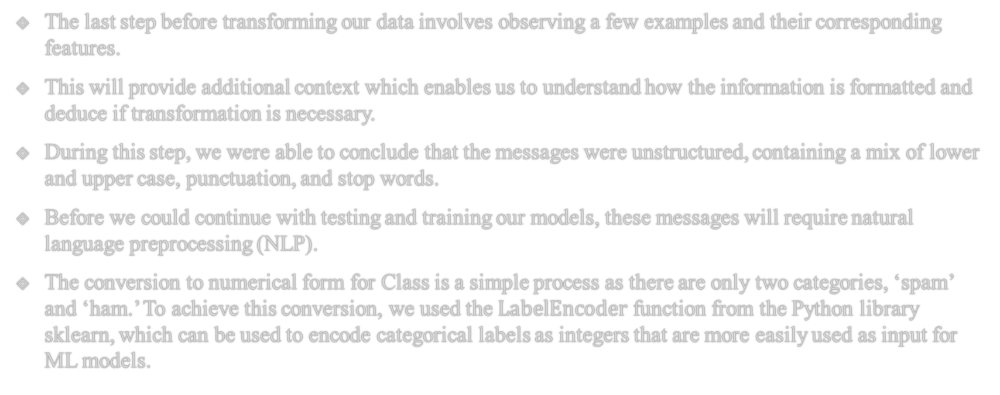 The last step before transforming our data involves observing a few examples and their corresponding
features.
This will provide additional context which enables us to understand how the information is formatted and
deduce if transformation is necessary.
During this step, we were able to conclude that the messages were unstructured, containing a mix of lower
and upper case, punctuation, and stop words.
Before we could continue with testing and training our models, these messages will require natural
language preprocessing (NLP).
The conversion to numerical form for Class is a simple process as there are only two categories, ‘spam’
and ‘ham.’ To achieve this conversion, we used the LabelEncoder function from the Python library
sklearn, which can be used to encode categorical labels as integers that are more easily used as input for
ML models.